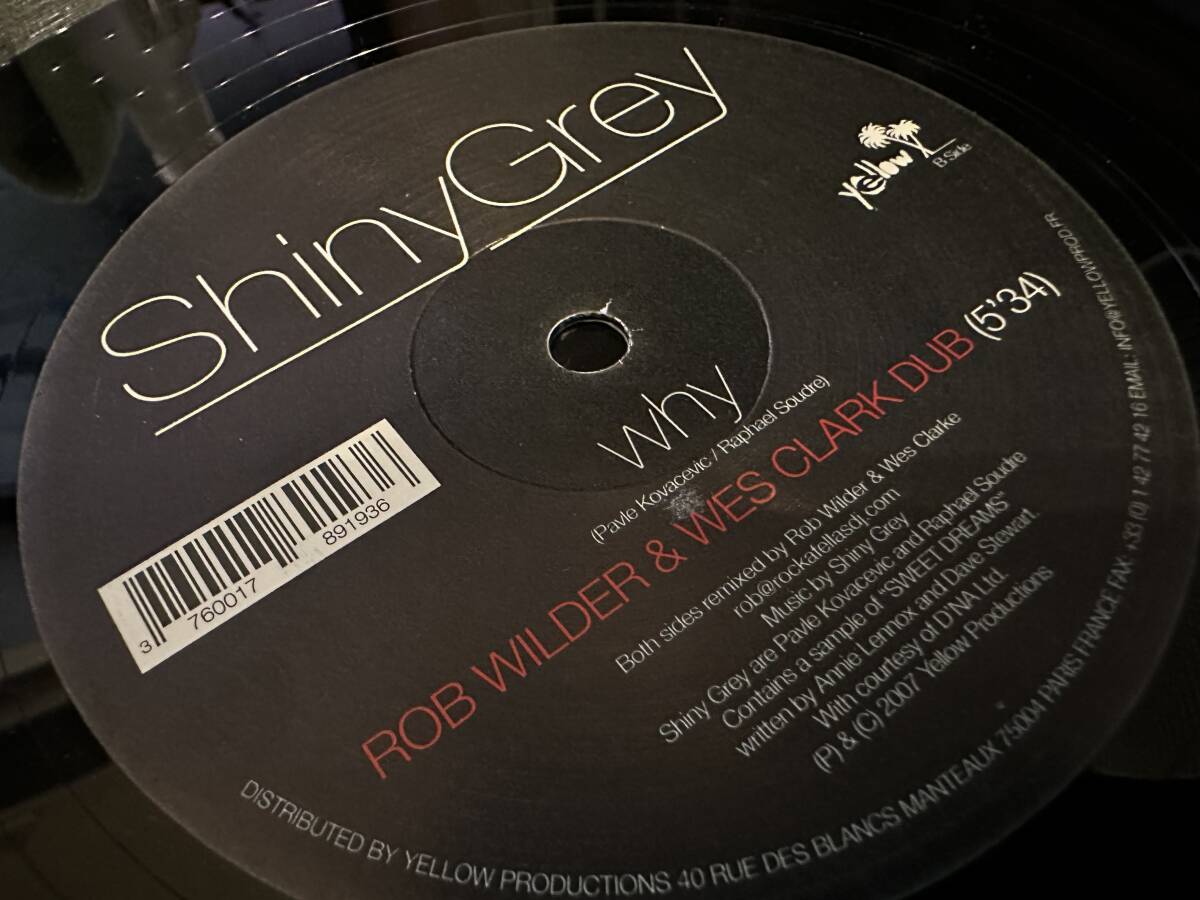 ShinyGrey
yellow
B Side
why
(Pavle Kovacevic / Raphael Soudre)
ROB WILDER & WES CLARK DUB (5'34)
3 760017 891936
Both sides remixed by Rob Wilder & Wes Clarke
rob@rockafellasdj.com
Music by Shiny Grey
Shiny Grey are Pavle Kovacevic and Raphael Soudre
Contains a sample of "SWEET DREAMS"
written by Annie Lennox and Dave Stewart.
With courtesy of D'NA Ltd.
(P) & (C) 2007 Yellow Productions
DISTRIBUTED BY YELLOW PRODUCTIONS 40 RUE DES BLANCS MANTEAUX 75004 PARIS FRANCE FAX +33 (0) 1 42 77 42 16 EMAIL: INFO@YELLOWPROD.FR